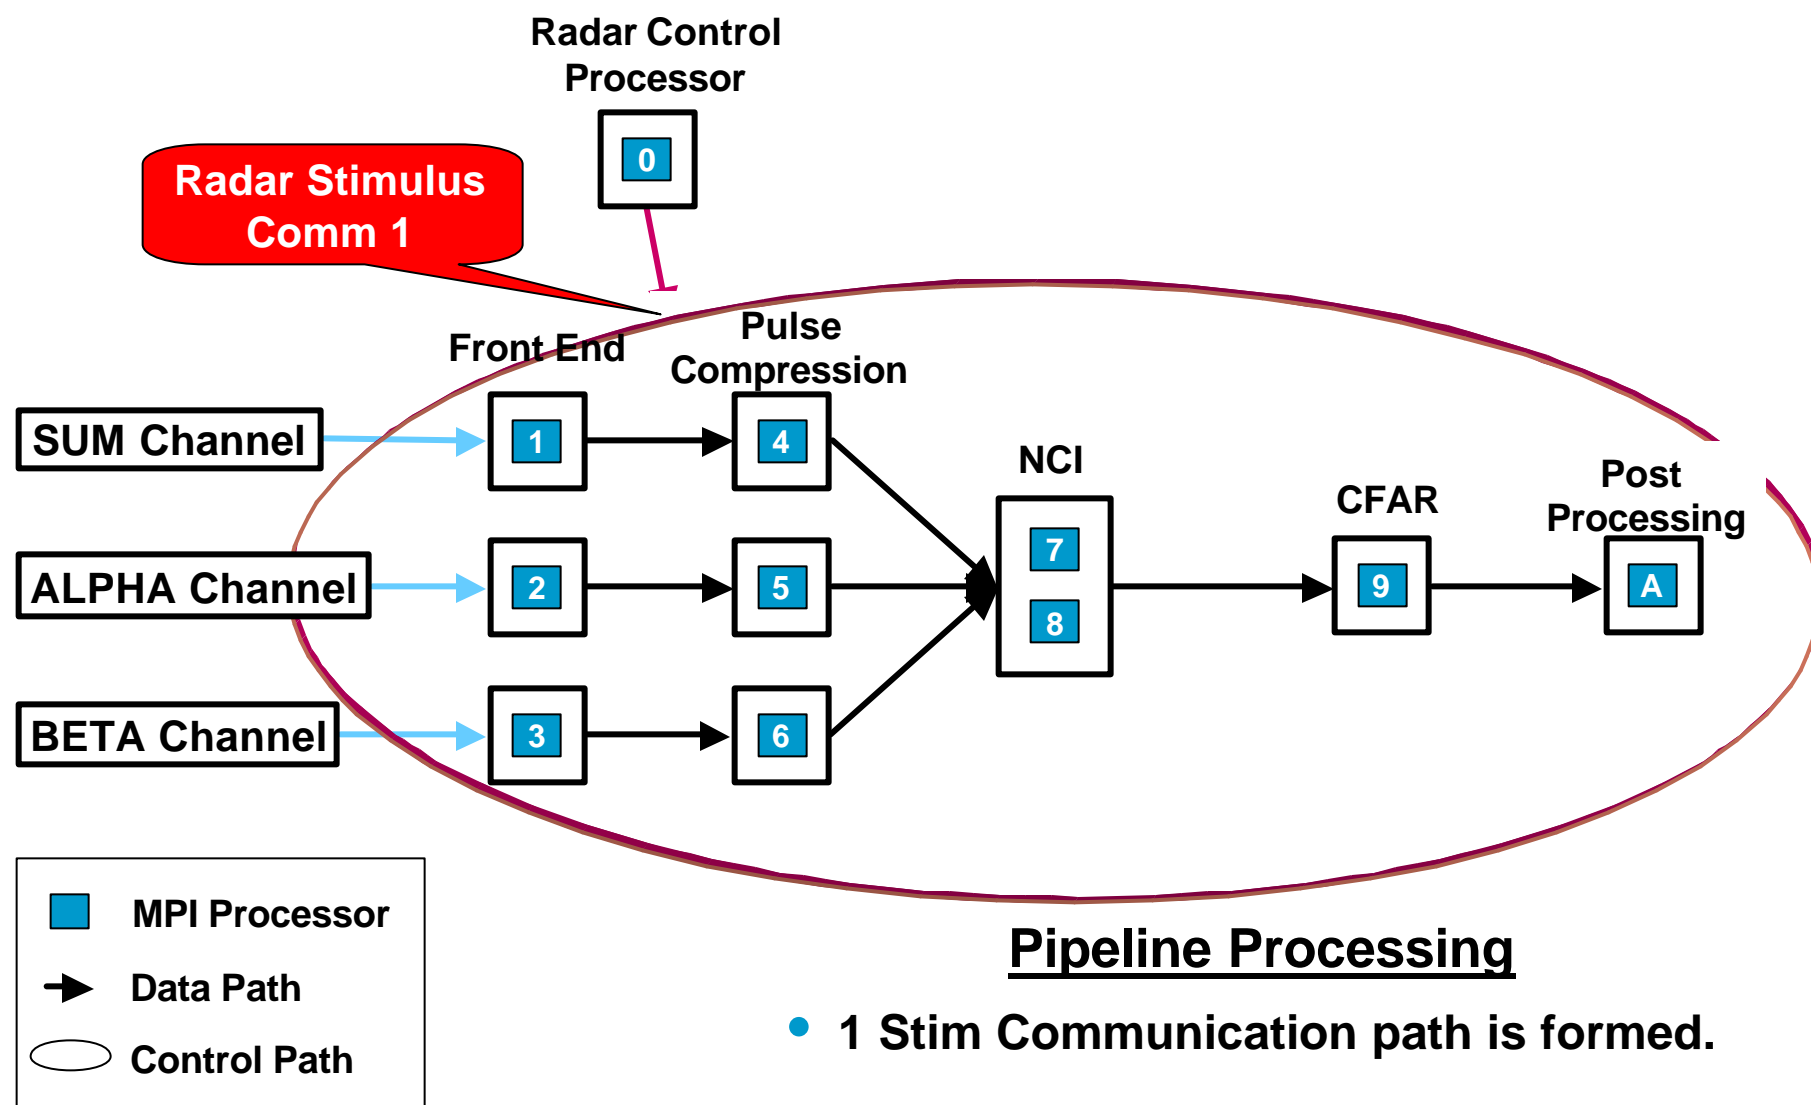 Radar Control
Processor
0
Radar Stimulus
Comm 1
Front End
Pulse
Compression
SUM Channel
1
4
NCI
CFAR
Post
Processing
ALPHA Channel
2
5
7
8
9
A
BETA Channel
3
6
MPI Processor
Data Path
Control Path
Pipeline Processing
• 1 Stim Communication path is formed.